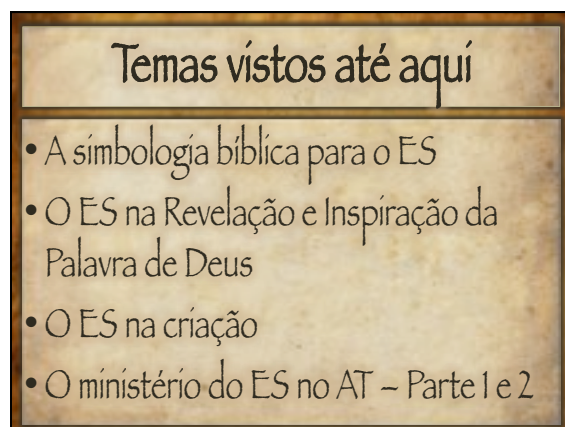 Temas vistos até aqui
• A simbologia bíblica para o ES
• O ES na Revelação e Inspiração da
Palavra de Deus
• O ES na criação
• O ministério do ES no AT – Parte 1 e 2